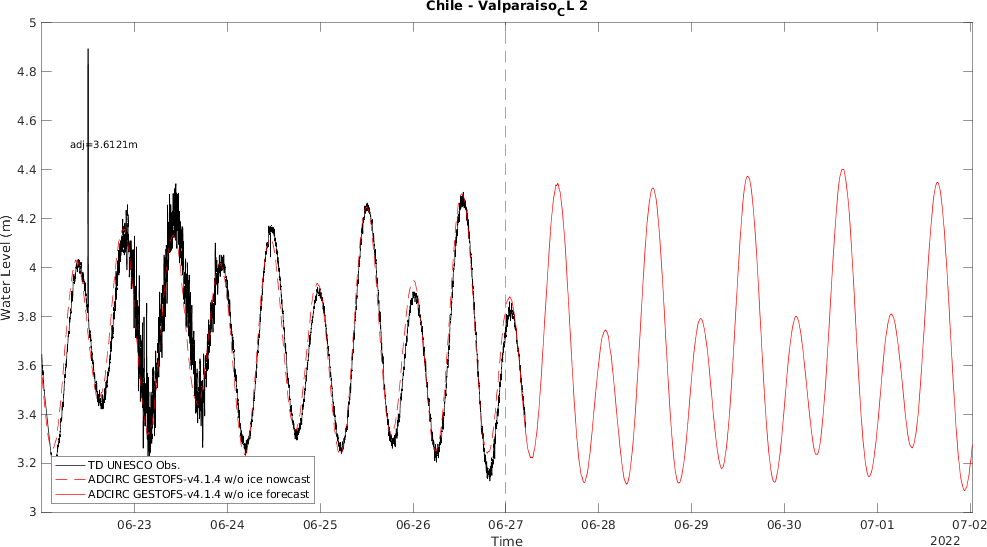 Chile - Valparaiso_CL 2
5
4.8
4.6
4.4
4.2
4
3.8
3.6
3.4
3.2
3
Water Level (m)
adj=3.6121m
TD UNESCO Obs.
ADCIRC GESTOFS-v4.1.4 w/o ice nowcast
ADCIRC GESTOFS-v4.1.4 w/o ice forecast
06-23 06-24 06-25 06-26 06-27 06-28 06-29 06-30 07-01 07-02
Time
2022